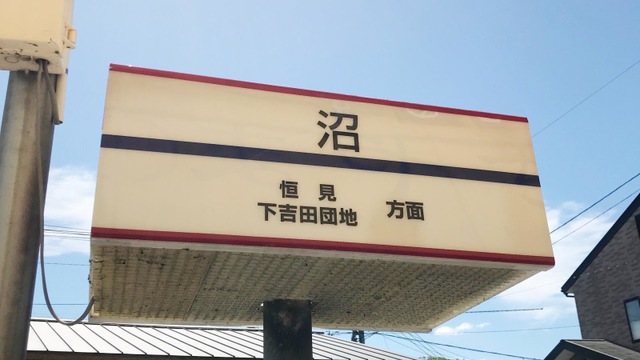 沼
恒見
下吉田団地 方面